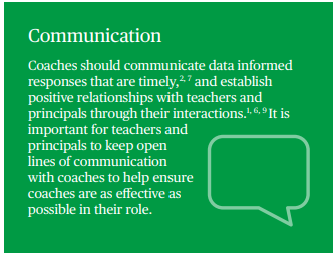 Communication
Coaches should communicate data informed
responses that are timely,²,⁷ and establish
positive relationships with teachers and
principals through their interactions.¹,⁶,⁹ It is
important for teachers and
principals to keep open
lines of communication
with coaches to help ensure
coaches are as effective as
possible in their role.